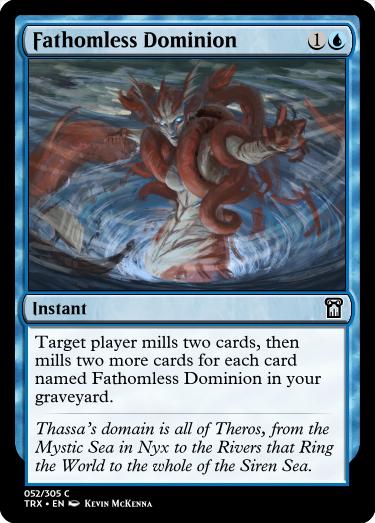 Fathomless Dominion 1
Instant
Target player mills two cards, then
mills two more cards for each card
named Fathomless Dominion in your
graveyard.
Thassa's domain is all of Theros, from the
Mystic Sea in Nyx to the Rivers that Ring
the World to the whole of the Siren Sea.
052/305 C
TRX • EN Kevin McKenna